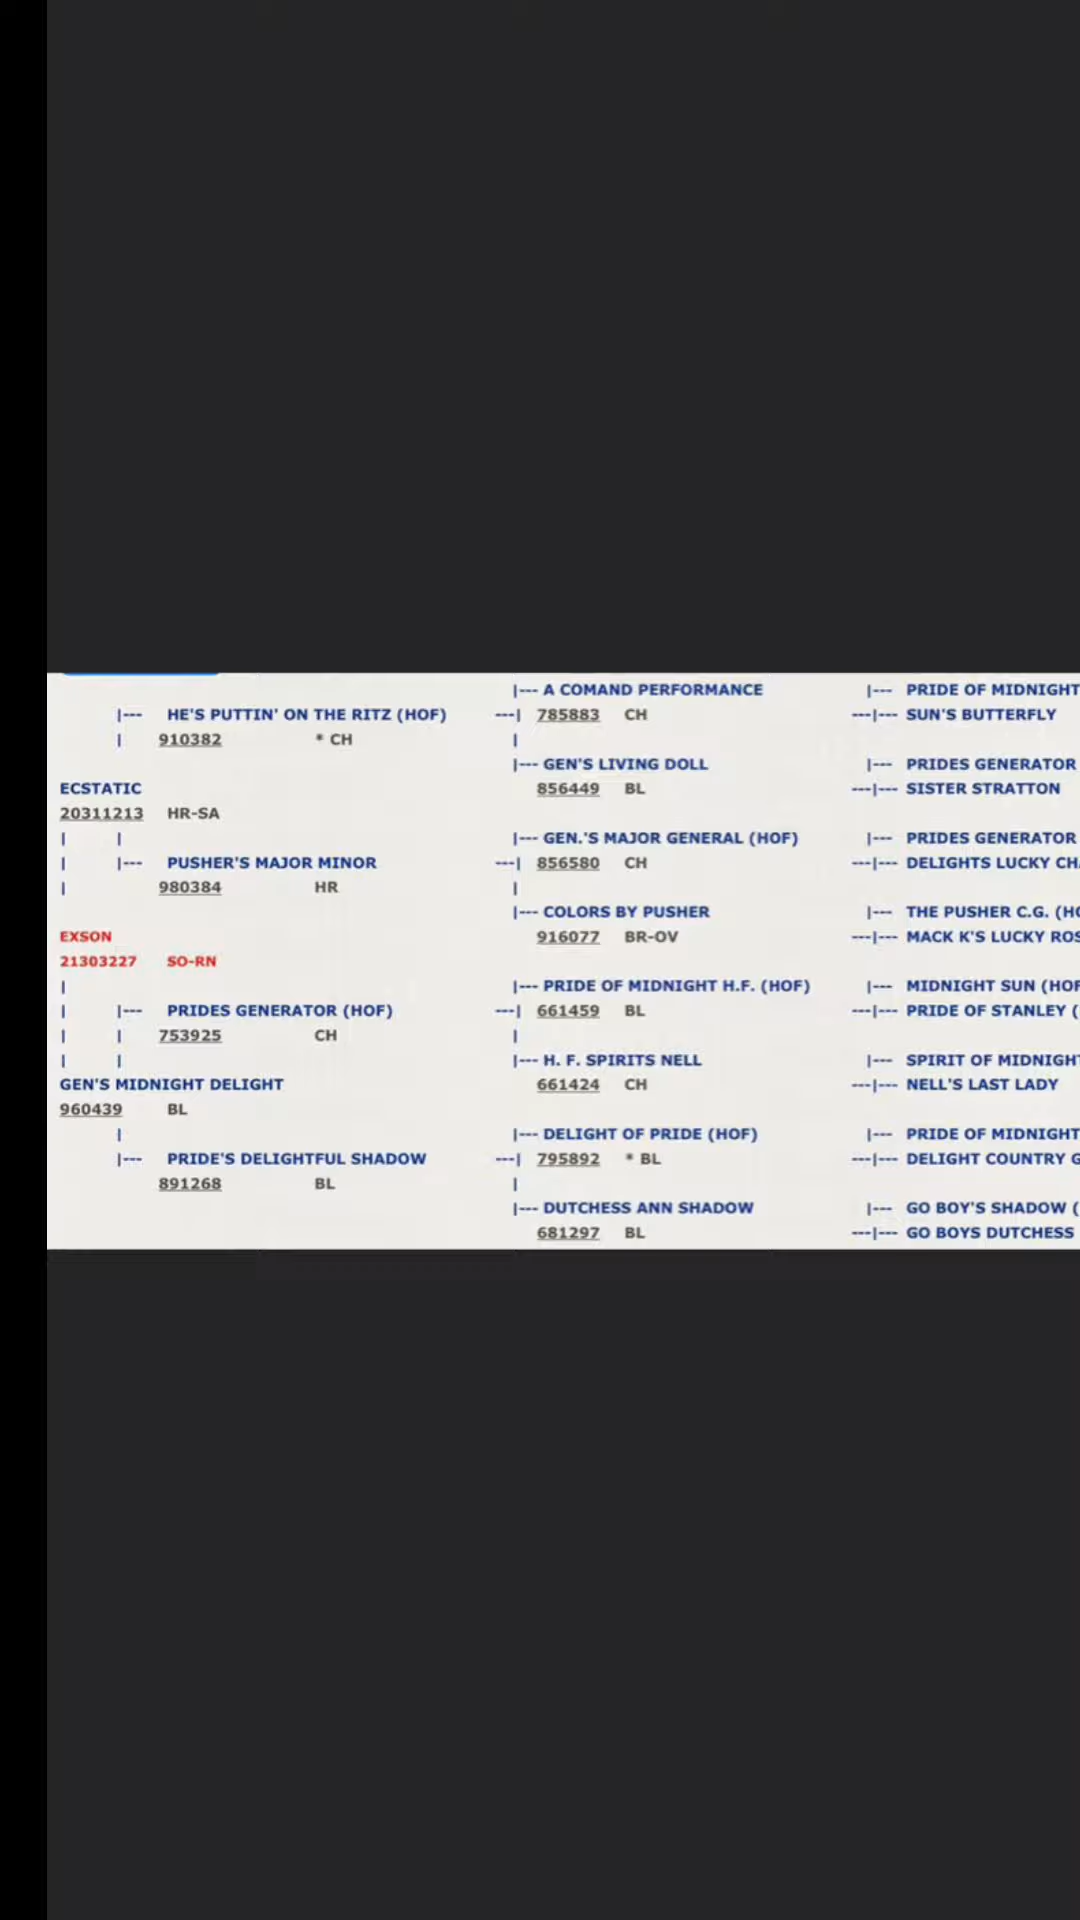 |--- A COMAND PERFORMANCE |--- PRIDE OF MIDNIGHT
|--- HE'S PUTTIN' ON THE RITZ (HOF) ---| 785883 CH ---|--- SUN'S BUTTERFLY
| 910382 * CH |
|--- GEN'S LIVING DOLL |--- PRIDES GENERATOR
ECSTATIC 856449 BL ---|--- SISTER STRATTON
20311213 HR-SA
| | |--- GEN.'S MAJOR GENERAL (HOF) |--- PRIDES GENERATOR
| |--- PUSHER'S MAJOR MINOR ---| 856580 CH ---|--- DELIGHTS LUCKY CH
| 980384 HR |
|--- COLORS BY PUSHER |--- THE PUSHER C.G. (HO
EXSON 916077 BR-OV ---|--- MACK K'S LUCKY ROS
21303227 SO-RN
| |--- PRIDE OF MIDNIGHT H.F. (HOF) |--- MIDNIGHT SUN (HOF
| |--- PRIDES GENERATOR (HOF) ---| 661459 BL ---|--- PRIDE OF STANLEY (
| | 753925 CH |
| | |--- H. F. SPIRITS NELL |--- SPIRIT OF MIDNIGHT
GEN'S MIDNIGHT DELIGHT 661424 CH ---|--- NELL'S LAST LADY
960439 BL
| |--- DELIGHT OF PRIDE (HOF) |--- PRIDE OF MIDNIGHT
|--- PRIDE'S DELIGHTFUL SHADOW ---| 795892 * BL ---|--- DELIGHT COUNTRY G
891268 BL |
|--- DUTCHESS ANN SHADOW |--- GO BOY'S SHADOW (
681297 BL ---|--- GO BOYS DUTCHESS